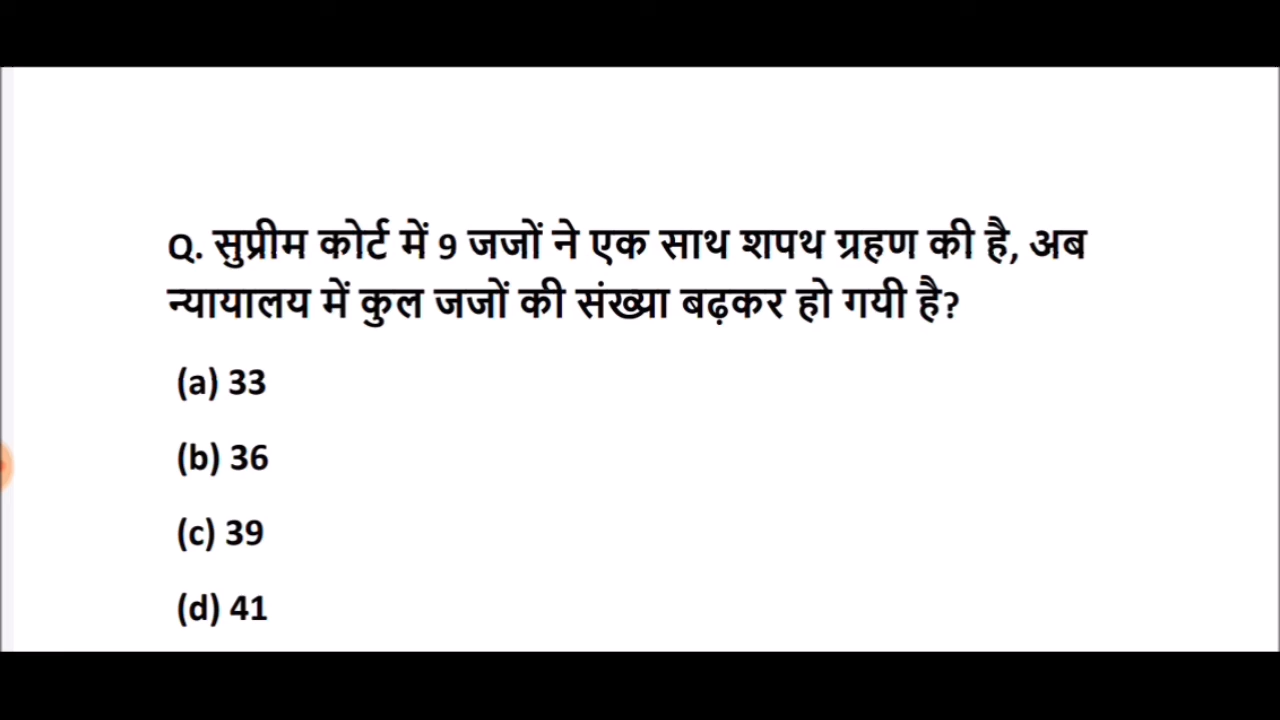 Q. सुप्रीम कोर्ट में 9 जजों ने एक साथ शपथ ग्रहण की है, अब
न्यायालय में कुल जजों की संख्या बढ़कर हो गयी है?
(a) 33
(b) 36
(c) 39
(d) 41